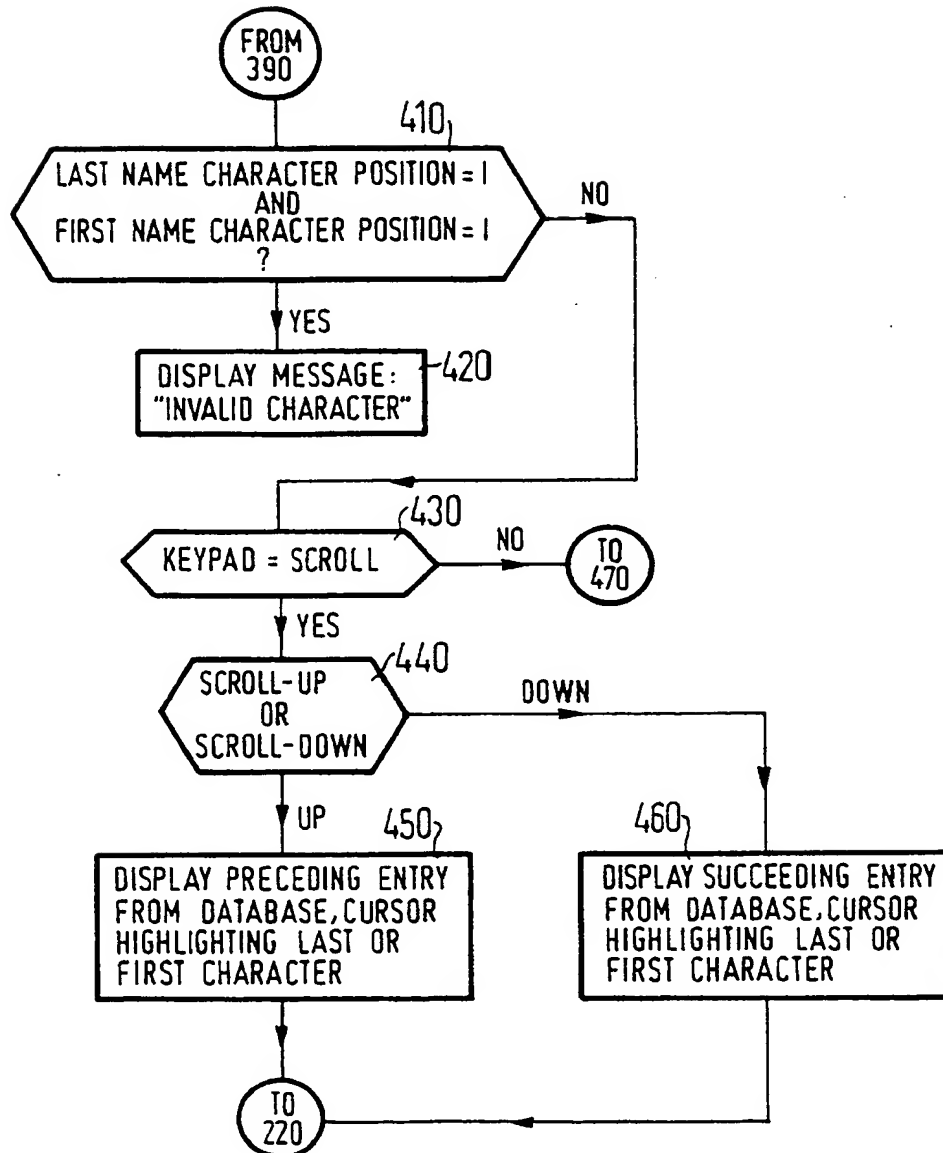 FROM
390
410
LAST NAME CHARACTER POSITION = 1
AND
FIRST NAME CHARACTER POSITION = 1
?
NO
YES
420
DISPLAY MESSAGE:
"INVALID CHARACTER"
430
KEYPAD = SCROLL
NO
TO
470
YES
440
SCROLL-UP
OR
SCROLL-DOWN
DOWN
UP
450
DISPLAY PRECEDING ENTRY
FROM DATABASE, CURSOR
HIGHLIGHTING LAST OR
FIRST CHARACTER
460
DISPLAY SUCCEEDING ENTRY
FROM DATABASE, CURSOR
HIGHLIGHTING LAST OR
FIRST CHARACTER
TO
220